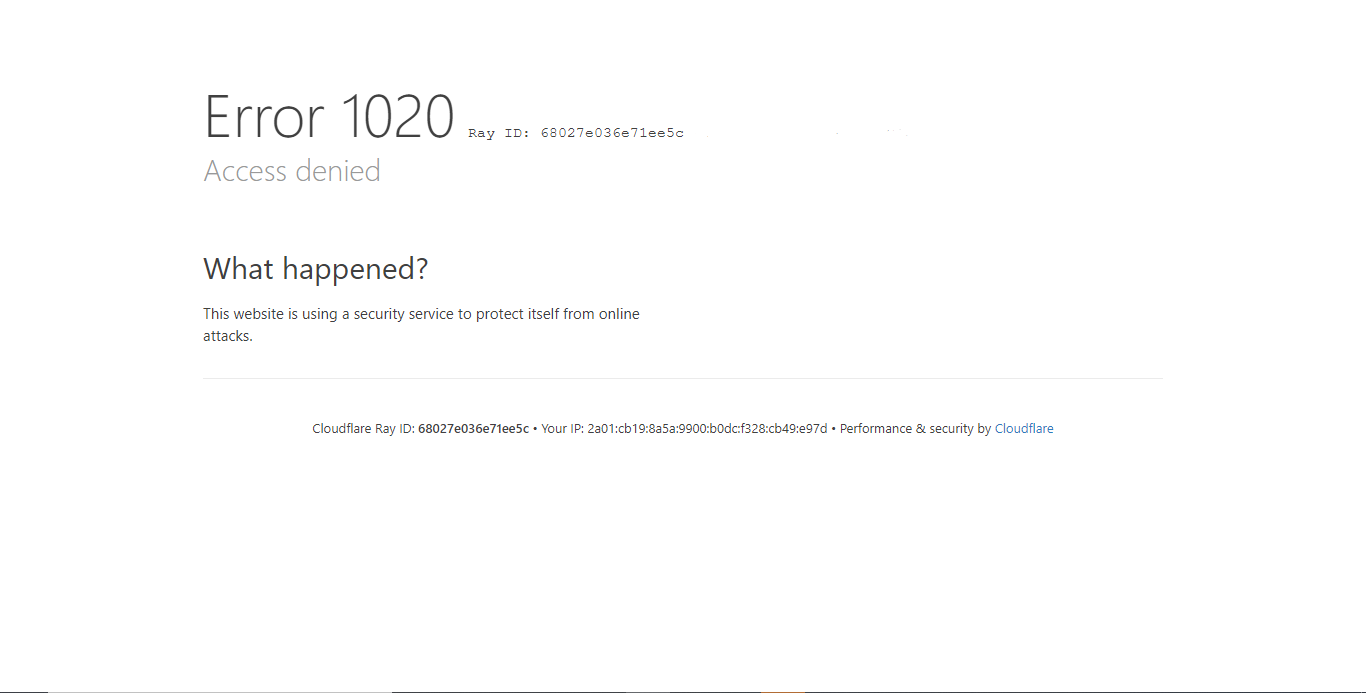 Error 1020 Ray ID: 68027e036e71ee5c
Access denied
What happened?
This website is using a security service to protect itself from online
attacks.
Cloudflare Ray ID: 68027e036e71ee5c • Your IP: 2a01:cb19:8a5a:9900:b0dc:f328:cb49:e97d • Performance & security by Cloudflare